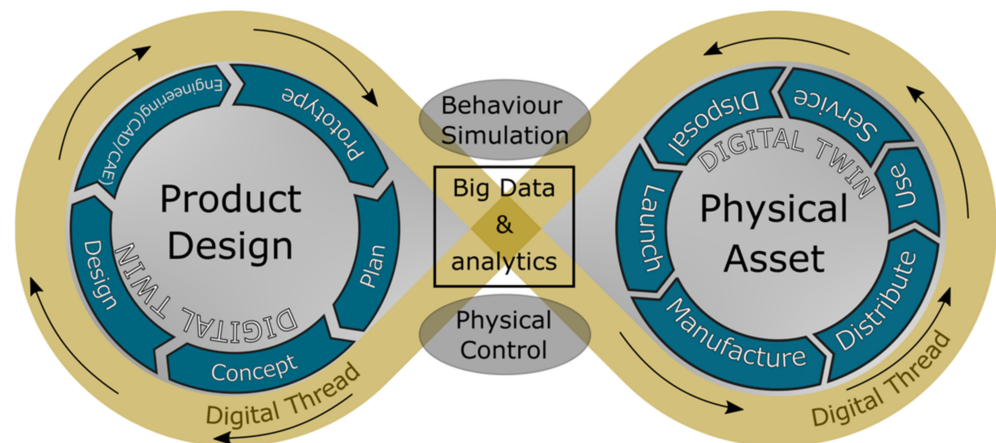 Engineering(CAD/CAE)
Prototype
Plan
Concept
Design
Product
Design
DIGITAL TWIN
Digital Thread
Behaviour
Simulation
Big Data
&
analytics
Physical
Control
Disposal
Service
Use
Distribute
Manufacture
Launch
DIGITAL TWIN
Physical
Asset
Digital Thread